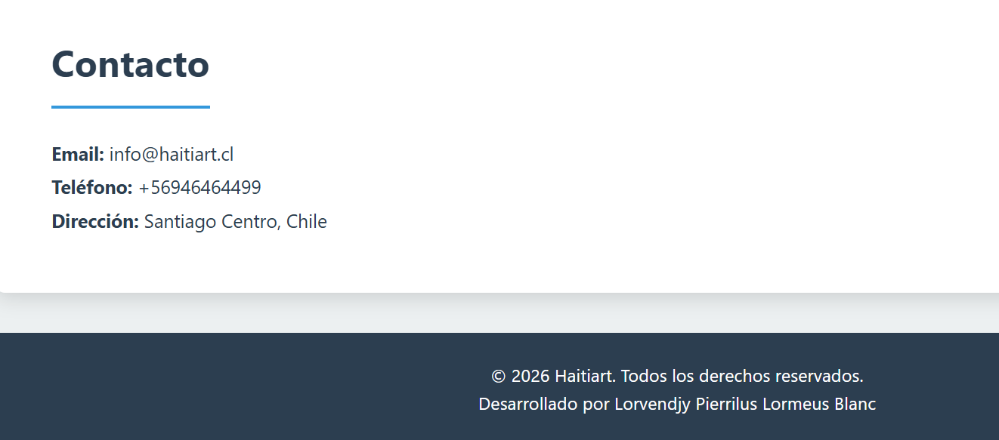 Contacto
Email: info@haitiart.cl
Teléfono: +56946464499
Dirección: Santiago Centro, Chile
© 2026 Haitiart. Todos los derechos reservados.
Desarrollado por Lorvendjy Pierrilus Lormeus Blanc